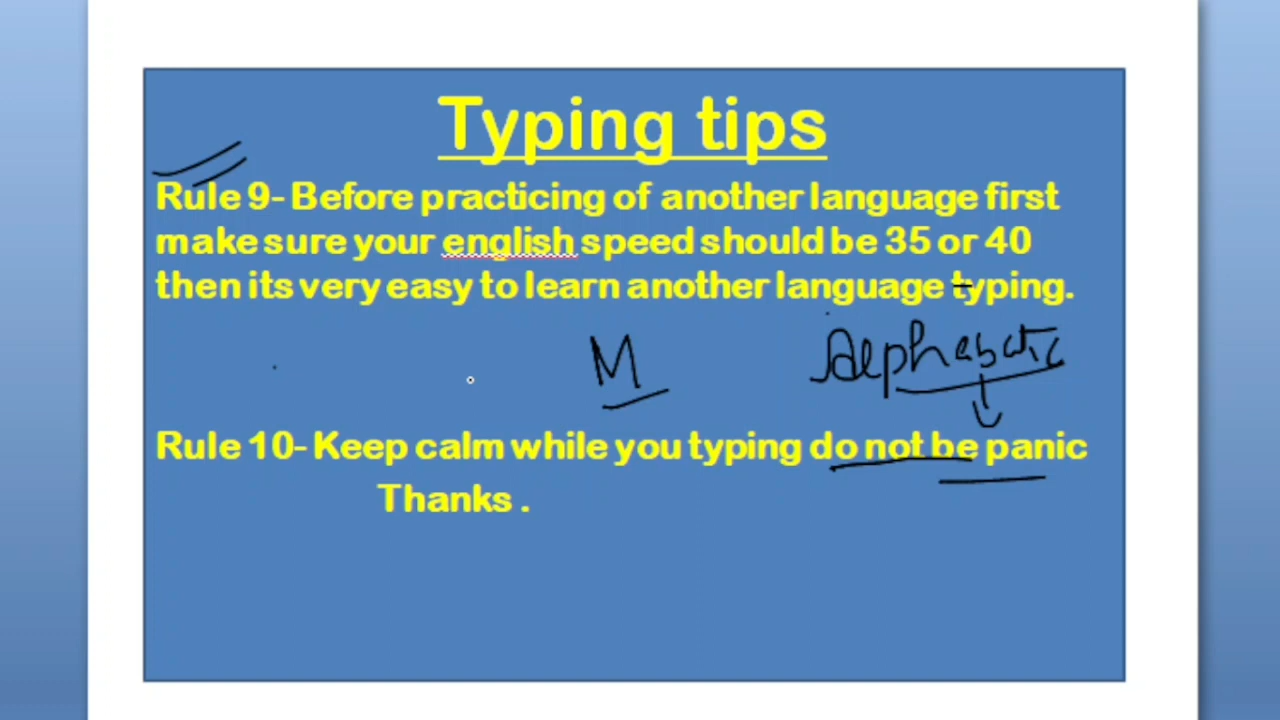 Typing tips
Rule 9- Before practicing of another language first
make sure your english speed should be 35 or 40
then its very easy to learn another language typing.
M Alephabatic
Rule 10- Keep calm while you typing do not be panic
Thanks .